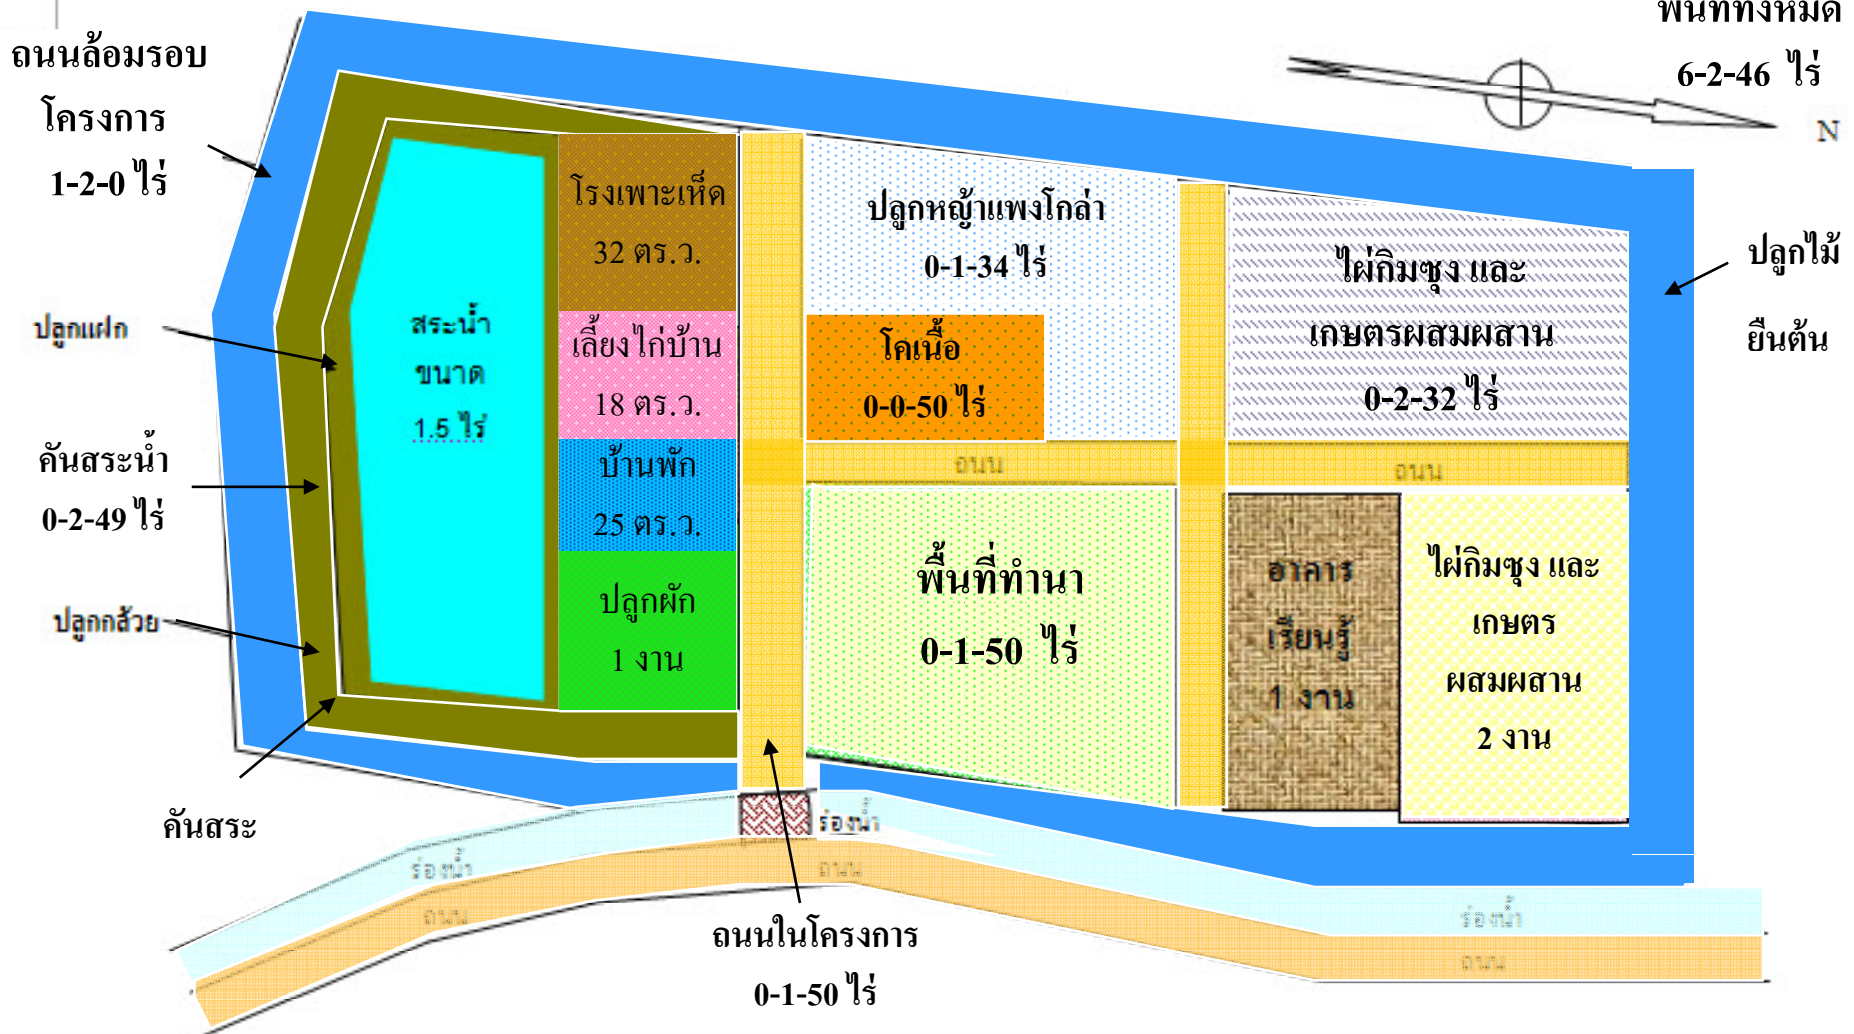 พื้นที่ทั้งหมด
6-2-46 ไร่
N
ถนนล้อมรอบ
โครงการ
1-2-0 ไร่
ปลูกแฝก
คันสระน้ำ
0-2-49 ไร่
ปลูกกล้วย
คันสระ
สระน้ำ
ขนาด
1.5 ไร่
โรงเพาะเห็ด
32 ตร.ว.
เลี้ยงไก่บ้าน
18 ตร.ว.
บ้านพัก
25 ตร.ว.
ปลูกผัก
1 งาน
ปลูกหญ้าแพงโกล่า
0-1-34 ไร่
โคเนื้อ
0-0-50 ไร่
ถนน
พื้นที่ทำนา
0-1-50 ไร่
ไผ่กิมซุง และ
เกษตรผสมผสาน
0-2-32 ไร่
ถนน
อาคาร
เรียนรู้
1 งาน
ไผ่กิมซุง และ
เกษตร
ผสมผสาน
2 งาน
ปลูกไม้
ยืนต้น
ร่องน้ำ
ร่องน้ำ
ถนน
ถนน
ร่องน้ำ
ถนน
ถนนในโครงการ
0-1-50 ไร่